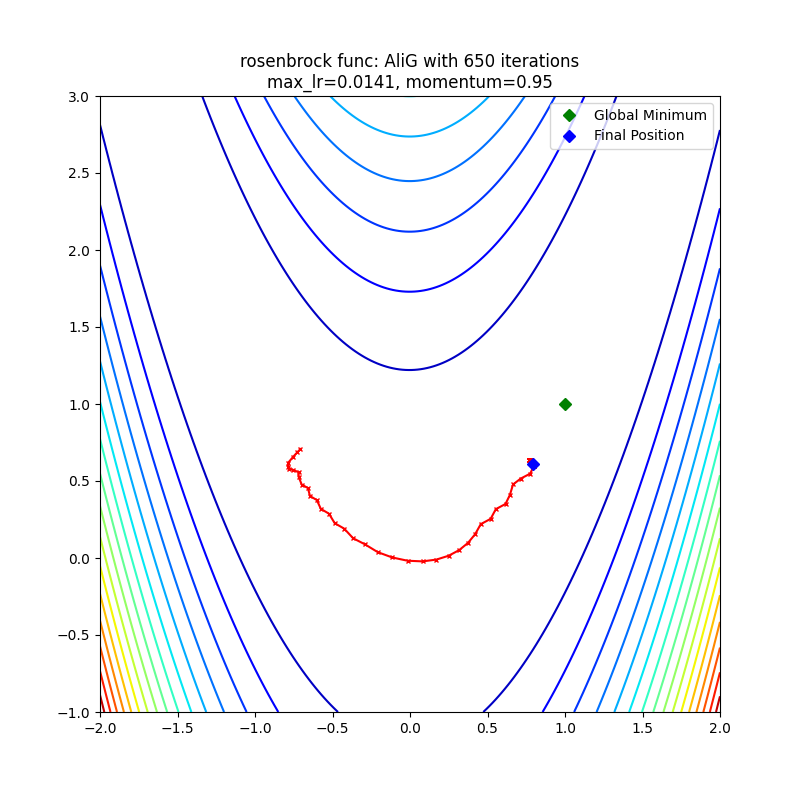 rosenbrock func: AliG with 650 iterations
max_lr=0.0141, momentum=0.95
Global Minimum
Final Position
3.0
2.5
2.0
1.5
1.0
0.5
0.0
−0.5
−1.0
−2.0 −1.5 −1.0 −0.5 0.0 0.5 1.0 1.5 2.0